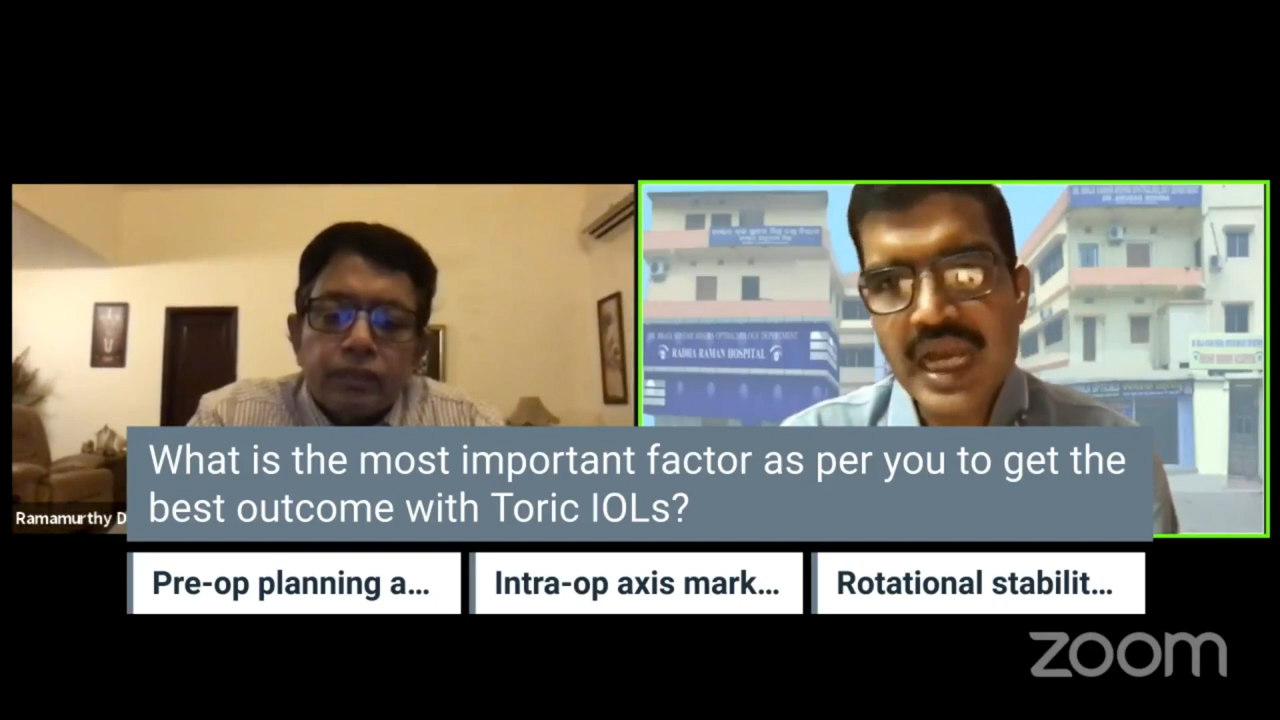 RADHA RAMAN HOSPITAL
Ramamurthy D
What is the most important factor as per you to get the
best outcome with Toric IOLs?
Pre-op planning a...
Intra-op axis mark...
Rotational stabilit...
zoom